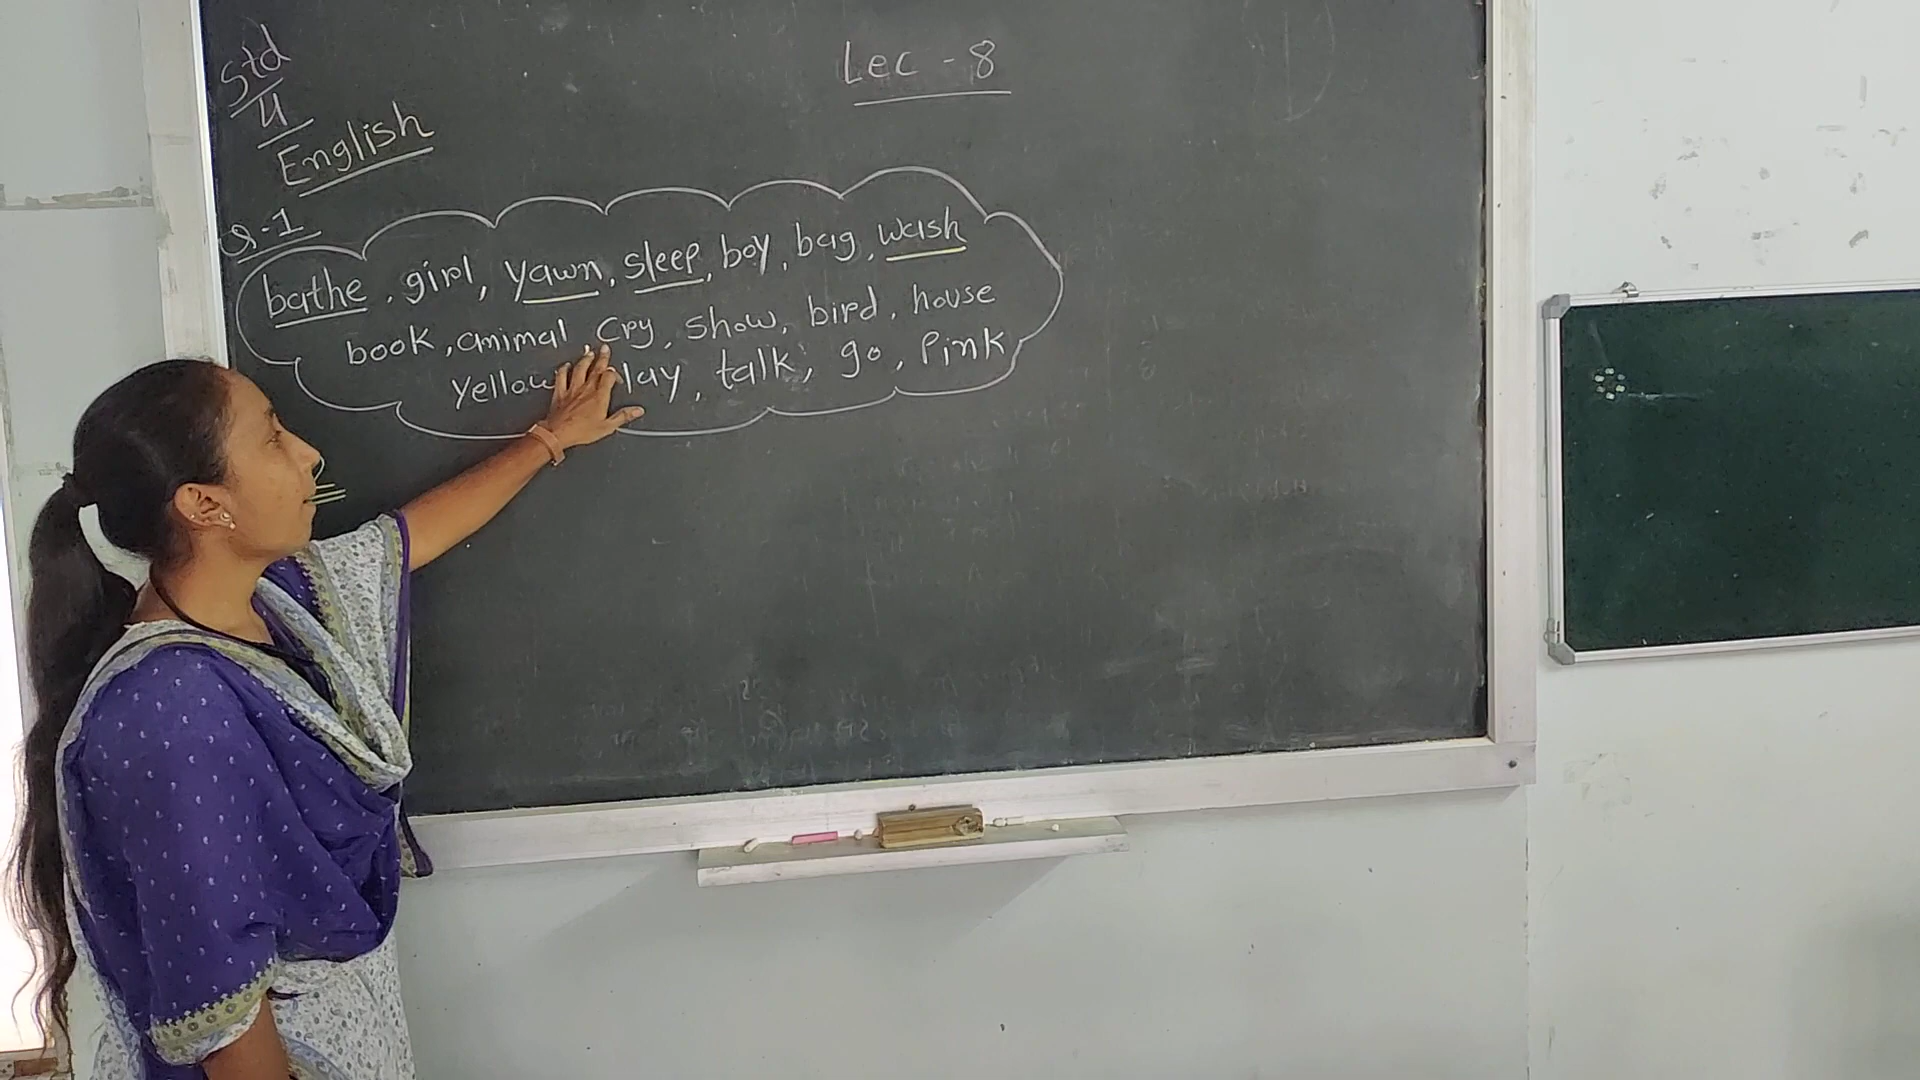 Std
4
English
Lec - 8
Q-1
bathe, girl, yawn, sleep, boy, bag, wash
book, animal, cry, show, bird, house
yellow, play, talk, go, Pink